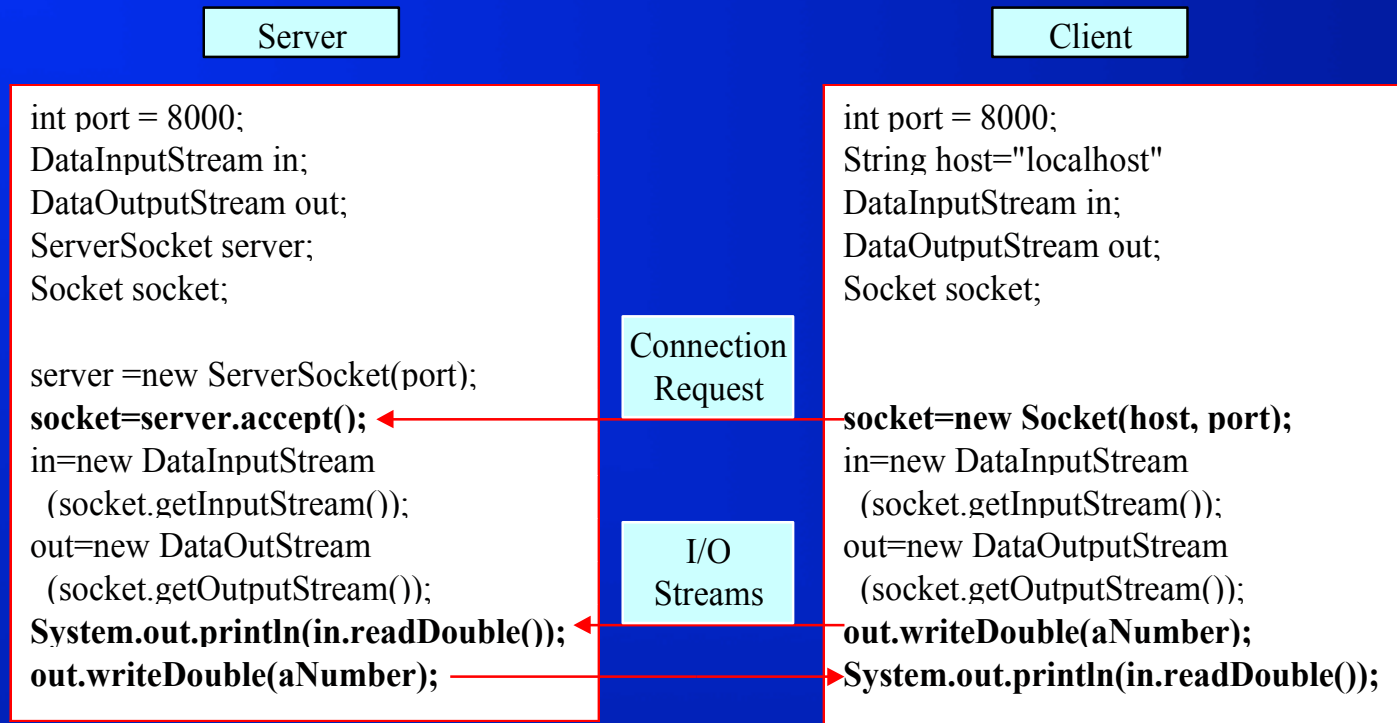 Server
int port = 8000;
DataInputStream in;
DataOutputStream out;
ServerSocket server;
Socket socket;
server =new ServerSocket(port);
socket=server.accept();
in=new DataInputStream
(socket.getInputStream());
out=new DataOutStream
(socket.getOutputStream());
System.out.println(in.readDouble());
out.writeDouble(aNumber);
Connection
Request
I/O
Streams
Client
int port = 8000;
String host="localhost"
DataInputStream in;
DataOutputStream out;
Socket socket;
socket=new Socket(host, port);
in=new DataInputStream
(socket.getInputStream());
out=new DataOutputStream
(socket.getOutputStream());
out.writeDouble(aNumber);
System.out.println(in.readDouble());